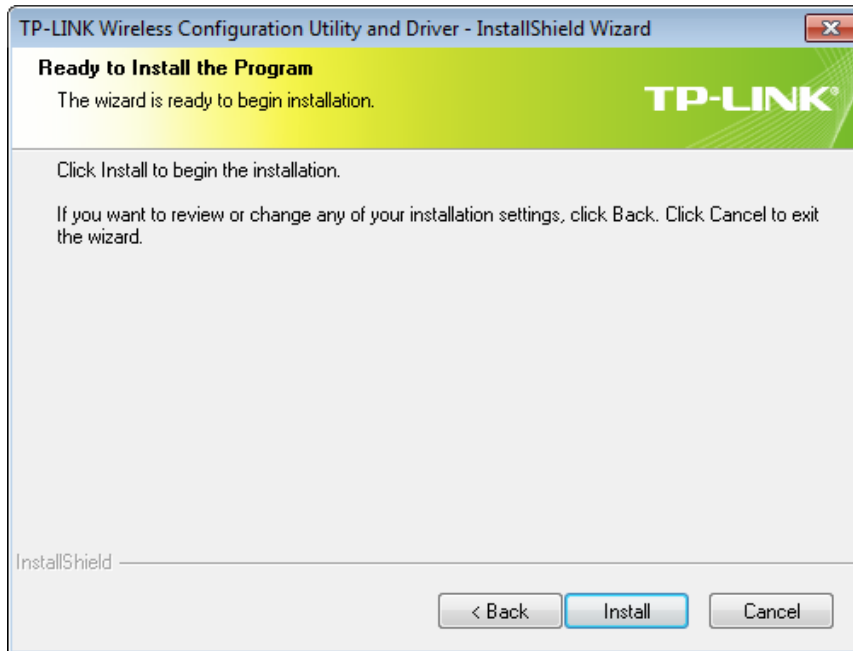 TP-LINK Wireless Configuration Utility and Driver - InstallShield Wizard
Ready to Install the Program
The wizard is ready to begin installation.
TP-LINK®
Click Install to begin the installation.
If you want to review or change any of your installation settings, click Back. Click Cancel to exit
the wizard.
InstallShield
< Back
Install
Cancel